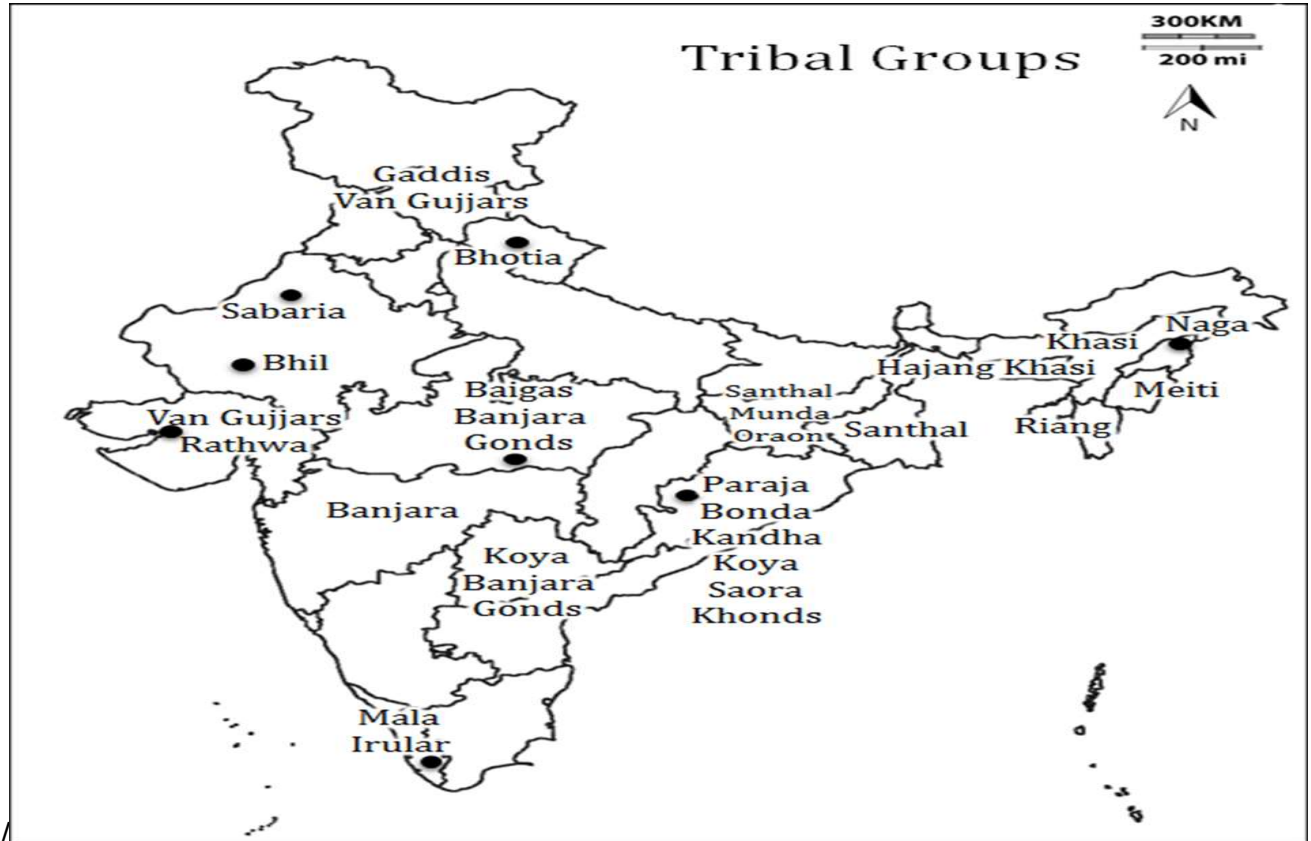 300KM
Tribal Groups
200 mi
N
Gaddis
Van Gujjars
Bhotia
Sabaria
Bhil
Naga
Khasi
Hajang Khasi
Meiti
Riang
Van Gujjars
Rathwa
Baigas
Banjara
Gonds
Santhal
Munda
Oraon
Santhal
Banjara
Paraja
Bonda
Kandha
Koya
Saora
Khonds
Koya
Banjara
Gonds
Mala
Irular
/